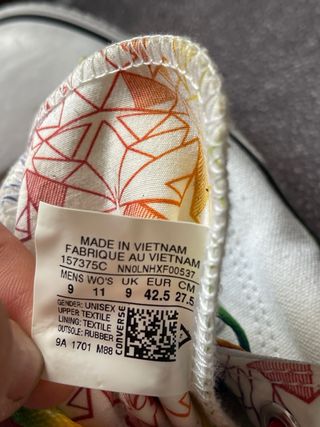 MADE IN VIETNAM
FABRIQUE AU VIETNAM
157375C NN0LNHXF00537
MENS WO'S UK EUR CM
9 11 9 42.5 27.5
GENDER: UNISEX
UPPER: TEXTILE
LINING: TEXTILE
OUTSOLE: RUBBER
CONVERSE
9A 1701 M88